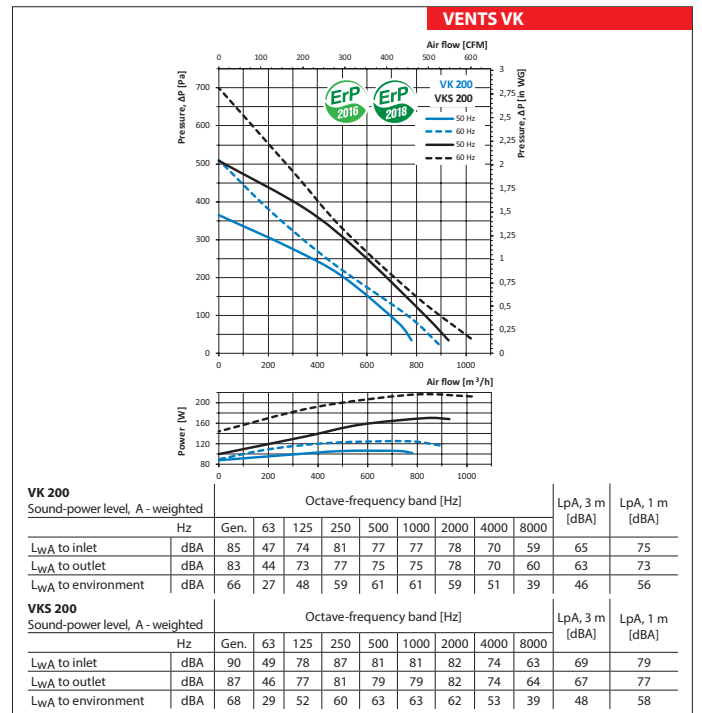 VENTS VK
Air flow [CFM]
0 100 200 300 400 500 600
Pressure, ΔP [Pa]
700
600
500
400
300
200
100
0
ErP
2016
ErP
2018
VK 200
VKS 200
50 Hz
60 Hz
50 Hz
60 Hz
3
2,75
2,5
2,25
2
1,75
1,5
1,25
1
0,75
0,5
0,25
0
Pressure, ΔP [in WG]
0 200 400 600 800 1000
Air flow [m³/h]
Power [W]
200
160
120
80
0 200 400 600 800 1000
VK 200
Sound-power level, A - weighted Octave-frequency band [Hz] LpA, 3 m [dBA] LpA, 1 m [dBA]
Hz Gen. 63 125 250 500 1000 2000 4000 8000
LwA to inlet dBA 85 47 74 81 77 77 78 70 59 65 75
LwA to outlet dBA 83 44 73 77 75 75 78 70 60 63 73
LwA to environment dBA 66 27 48 59 61 61 59 51 39 46 56
VKS 200
Sound-power level, A - weighted Octave-frequency band [Hz] LpA, 3 m [dBA] LpA, 1 m [dBA]
Hz Gen. 63 125 250 500 1000 2000 4000 8000
LwA to inlet dBA 90 49 78 87 81 81 82 74 63 69 79
LwA to outlet dBA 87 46 77 81 79 79 82 74 64 67 77
LwA to environment dBA 68 29 52 60 63 63 62 53 39 48 58